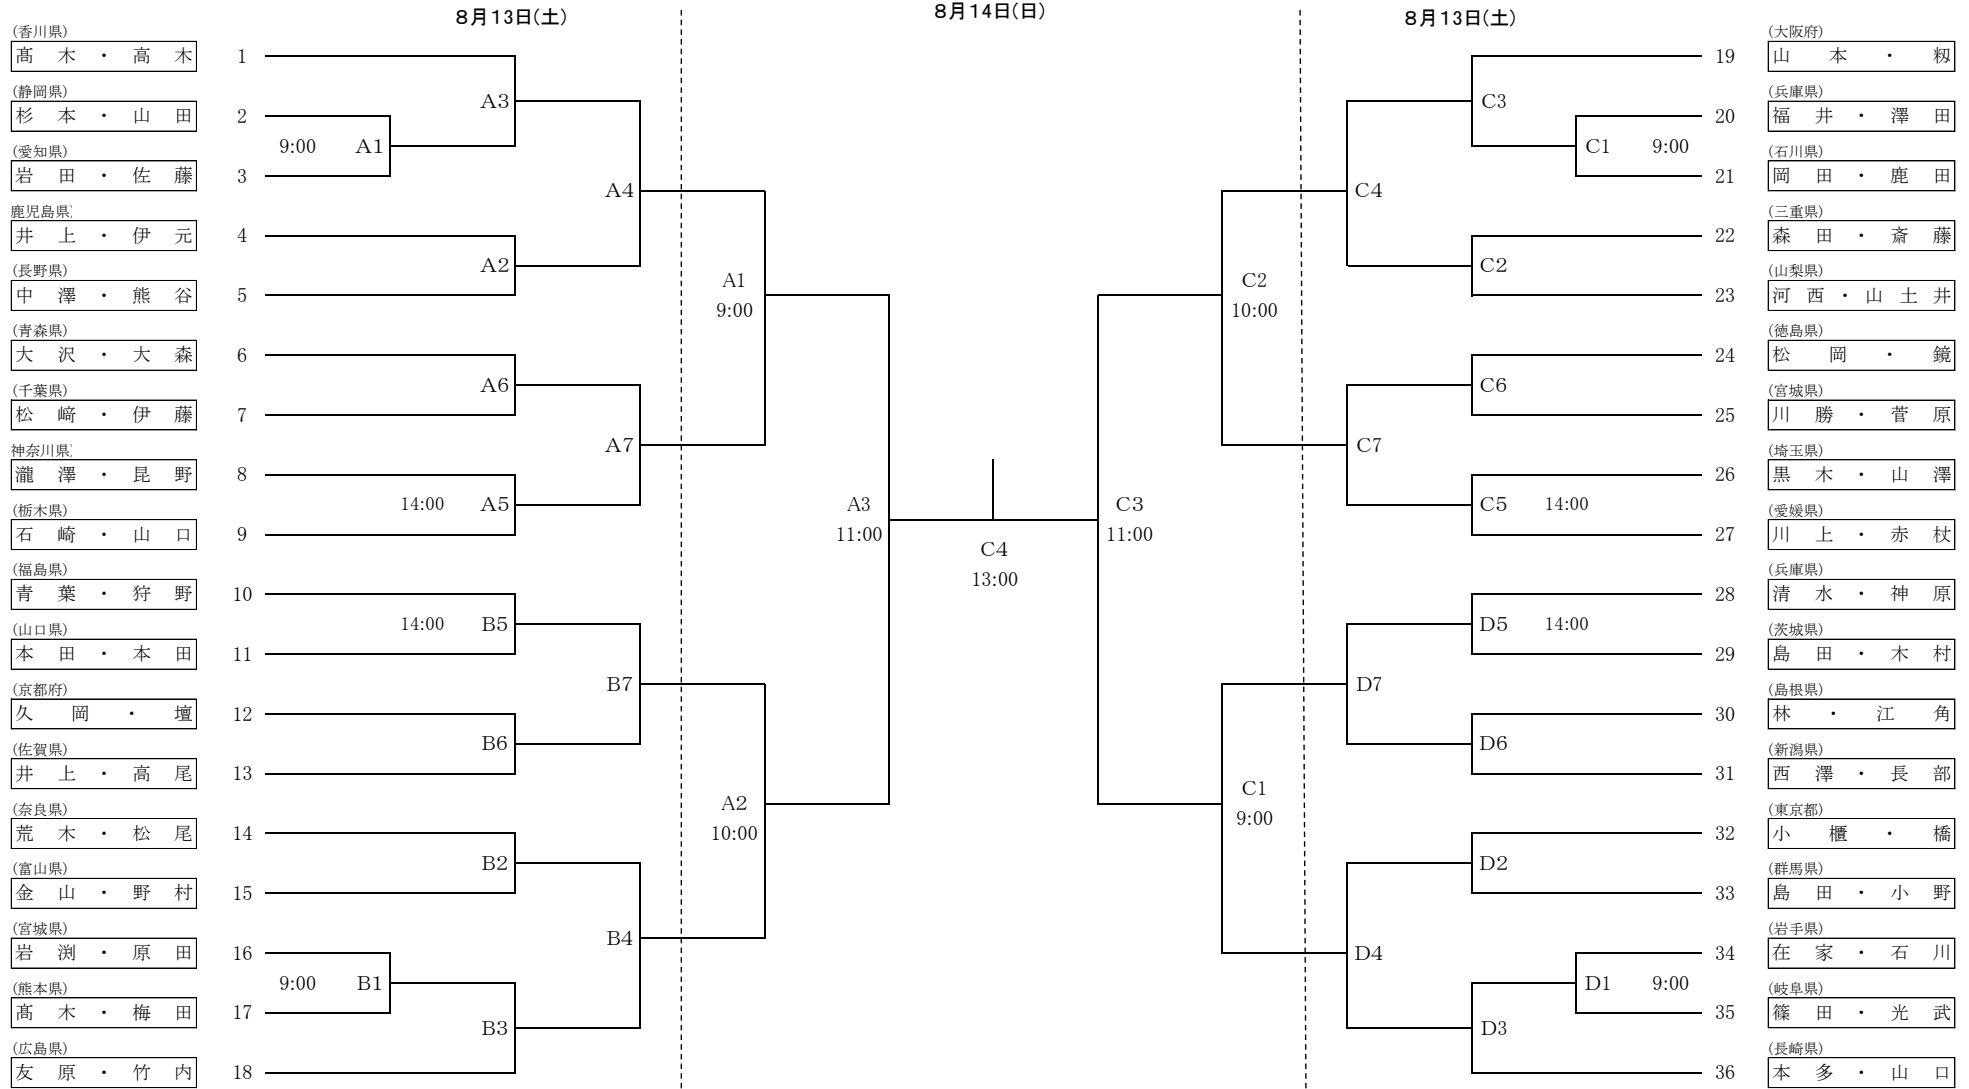 ８月１３日(土)
８月１４日(日)
８月１３日(土)
(香川県)
髙木・高木 1
(静岡県)
杉本・山田 2
(愛知県)
岩田・佐藤 3
鹿児島県
井上・伊元 4
(長野県)
中澤・熊谷 5
(青森県)
大沢・大森 6
(千葉県)
松﨑・伊藤 7
神奈川県
瀧澤・昆野 8
(栃木県)
石崎・山口 9
(福島県)
青葉・狩野 10
(山口県)
本田・本田 11
(京都府)
久岡・壇 12
(佐賀県)
井上・高尾 13
(奈良県)
荒木・松尾 14
(富山県)
金山・野村 15
(宮城県)
岩渕・原田 16
(熊本県)
髙木・梅田 17
(広島県)
友原・竹内 18
A3
9:00 A1
A4
A2
A6
A7
14:00 A5
14:00 B5
B7
B6
B2
B4
9:00 B1
B3
A1
9:00
A2
10:00
A3
11:00
C4
13:00
C3
11:00
C2
10:00
C1
9:00
C3
C1 9:00
C4
C2
C6
C7
C5 14:00
D5 14:00
D7
D6
D2
D4
D1 9:00
D3
(大阪府)
19 山本・籾
(兵庫県)
20 福井・澤田
(石川県)
21 岡田・鹿田
(三重県)
22 森田・斎藤
(山梨県)
23 河西・山土井
(徳島県)
24 松岡・鏡
(宮城県)
25 川勝・菅原
(埼玉県)
26 黒木・山澤
(愛媛県)
27 川上・赤杖
(兵庫県)
28 清水・神原
(茨城県)
29 島田・木村
(島根県)
30 林・江角
(新潟県)
31 西澤・長部
(東京都)
32 小櫃・橋
(群馬県)
33 島田・小野
(岩手県)
34 在家・石川
(岐阜県)
35 篠田・光武
(長崎県)
36 本多・山口